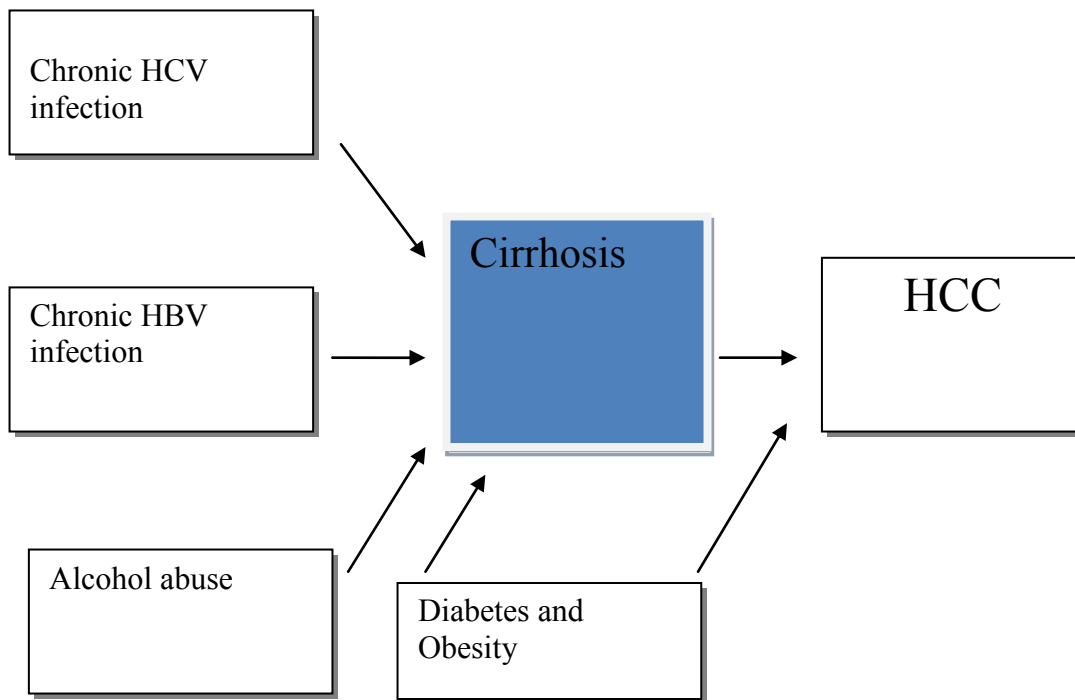 Chronic HCV
infection
Cirrhosis
HCC
Chronic HBV
infection
Alcohol abuse
Diabetes and
Obesity